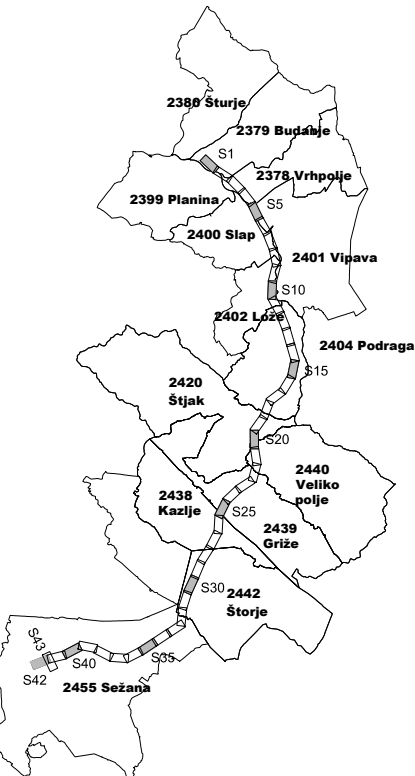 2380 Šturje
2379 Budanje
S1
2378 Vrhpolje
2399 Planina
S5
2400 Slap
2401 Vipava
S10
2402 Lože
2404 Podraga
S15
2420
Štjak
S20
2440
Veliko
polje
2438
Kazlje
S25
2439
Griže
S30
2442
Štorje
S43
S40
S35
S42
2455 Sežana